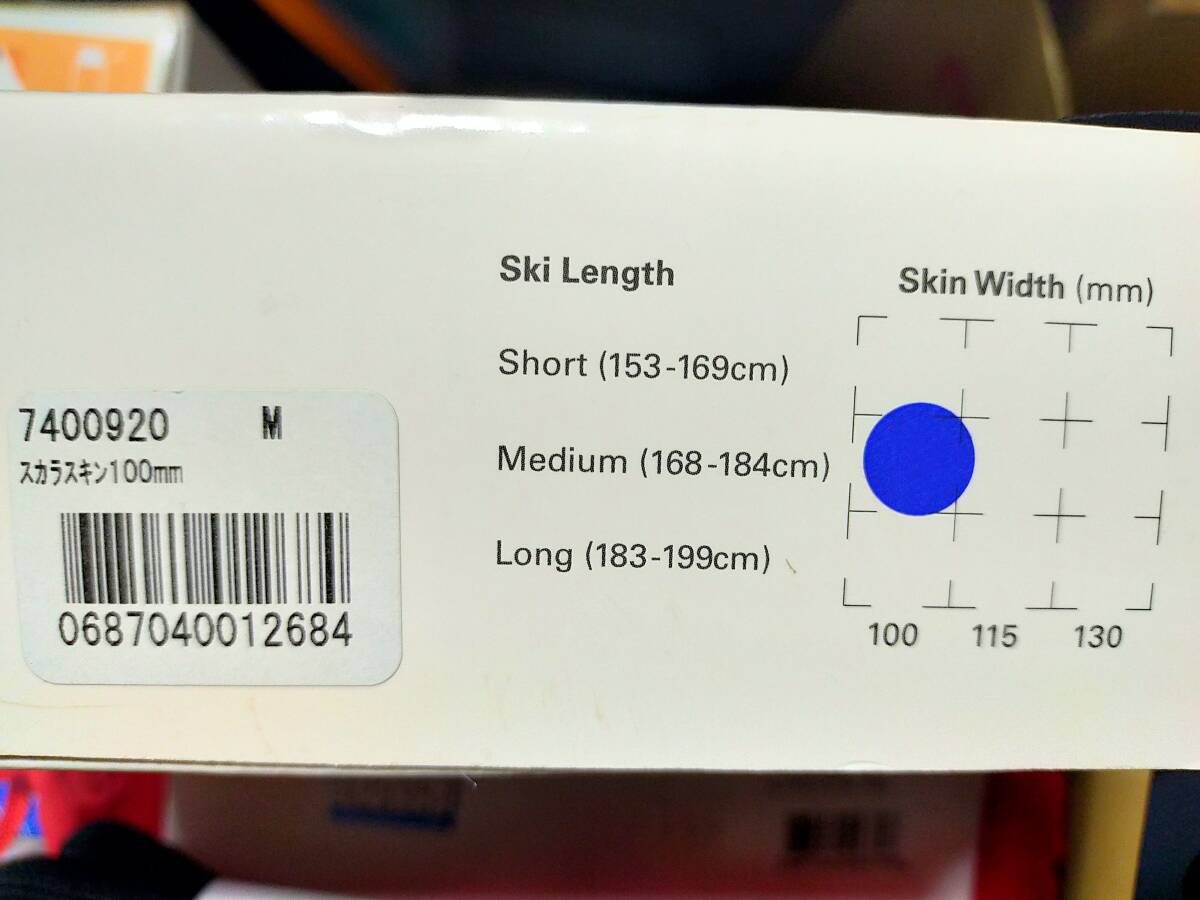 Ski Length
Skin Width (mm)
Short (153-169cm)
Medium (168-184cm)
Long (183-199cm)
100 115 130
7400920 M
スカラスキン100mm
0687040012684